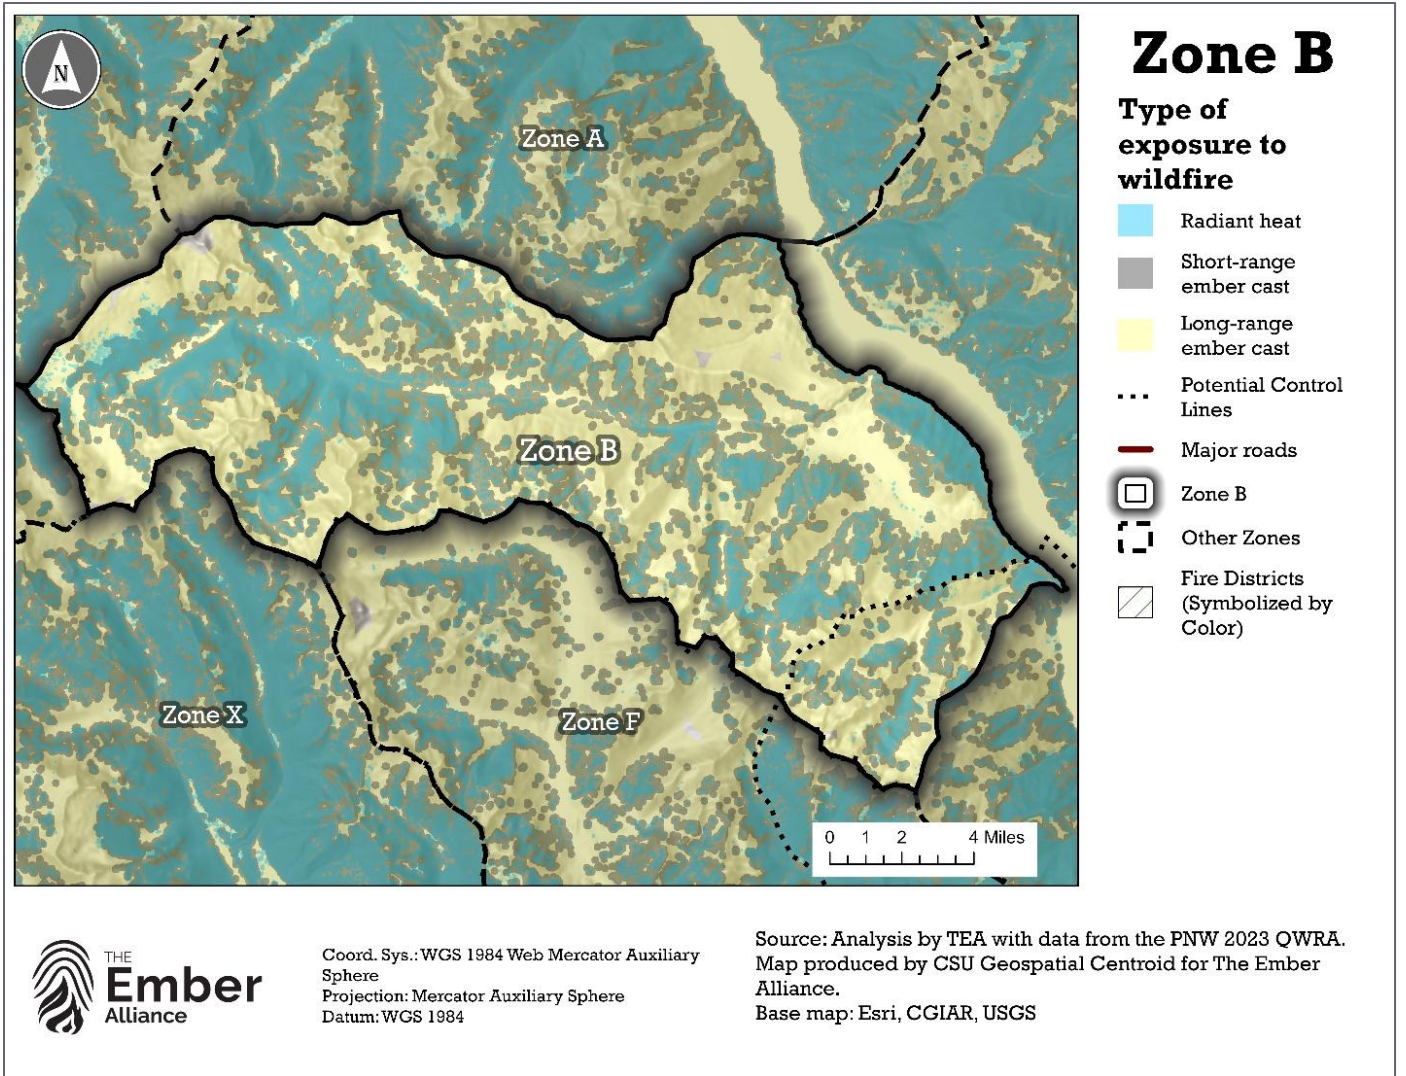 N
Zone A
Zone B
Zone X
Zone F
0 1 2 4 Miles
Zone B
Type of
exposure to
wildfire
Radiant heat
Short-range
ember cast
Long-range
ember cast
Potential Control
Lines
Major roads
Zone B
Other Zones
Fire Districts
(Symbolized by
Color)
THE
Ember
Alliance
Coord. Sys.: WGS 1984 Web Mercator Auxiliary
Sphere
Projection: Mercator Auxiliary Sphere
Datum: WGS 1984
Source: Analysis by TEA with data from the PNW 2023 QWRA.
Map produced by CSU Geospatial Centroid for The Ember
Alliance.
Base map: Esri, CGIAR, USGS